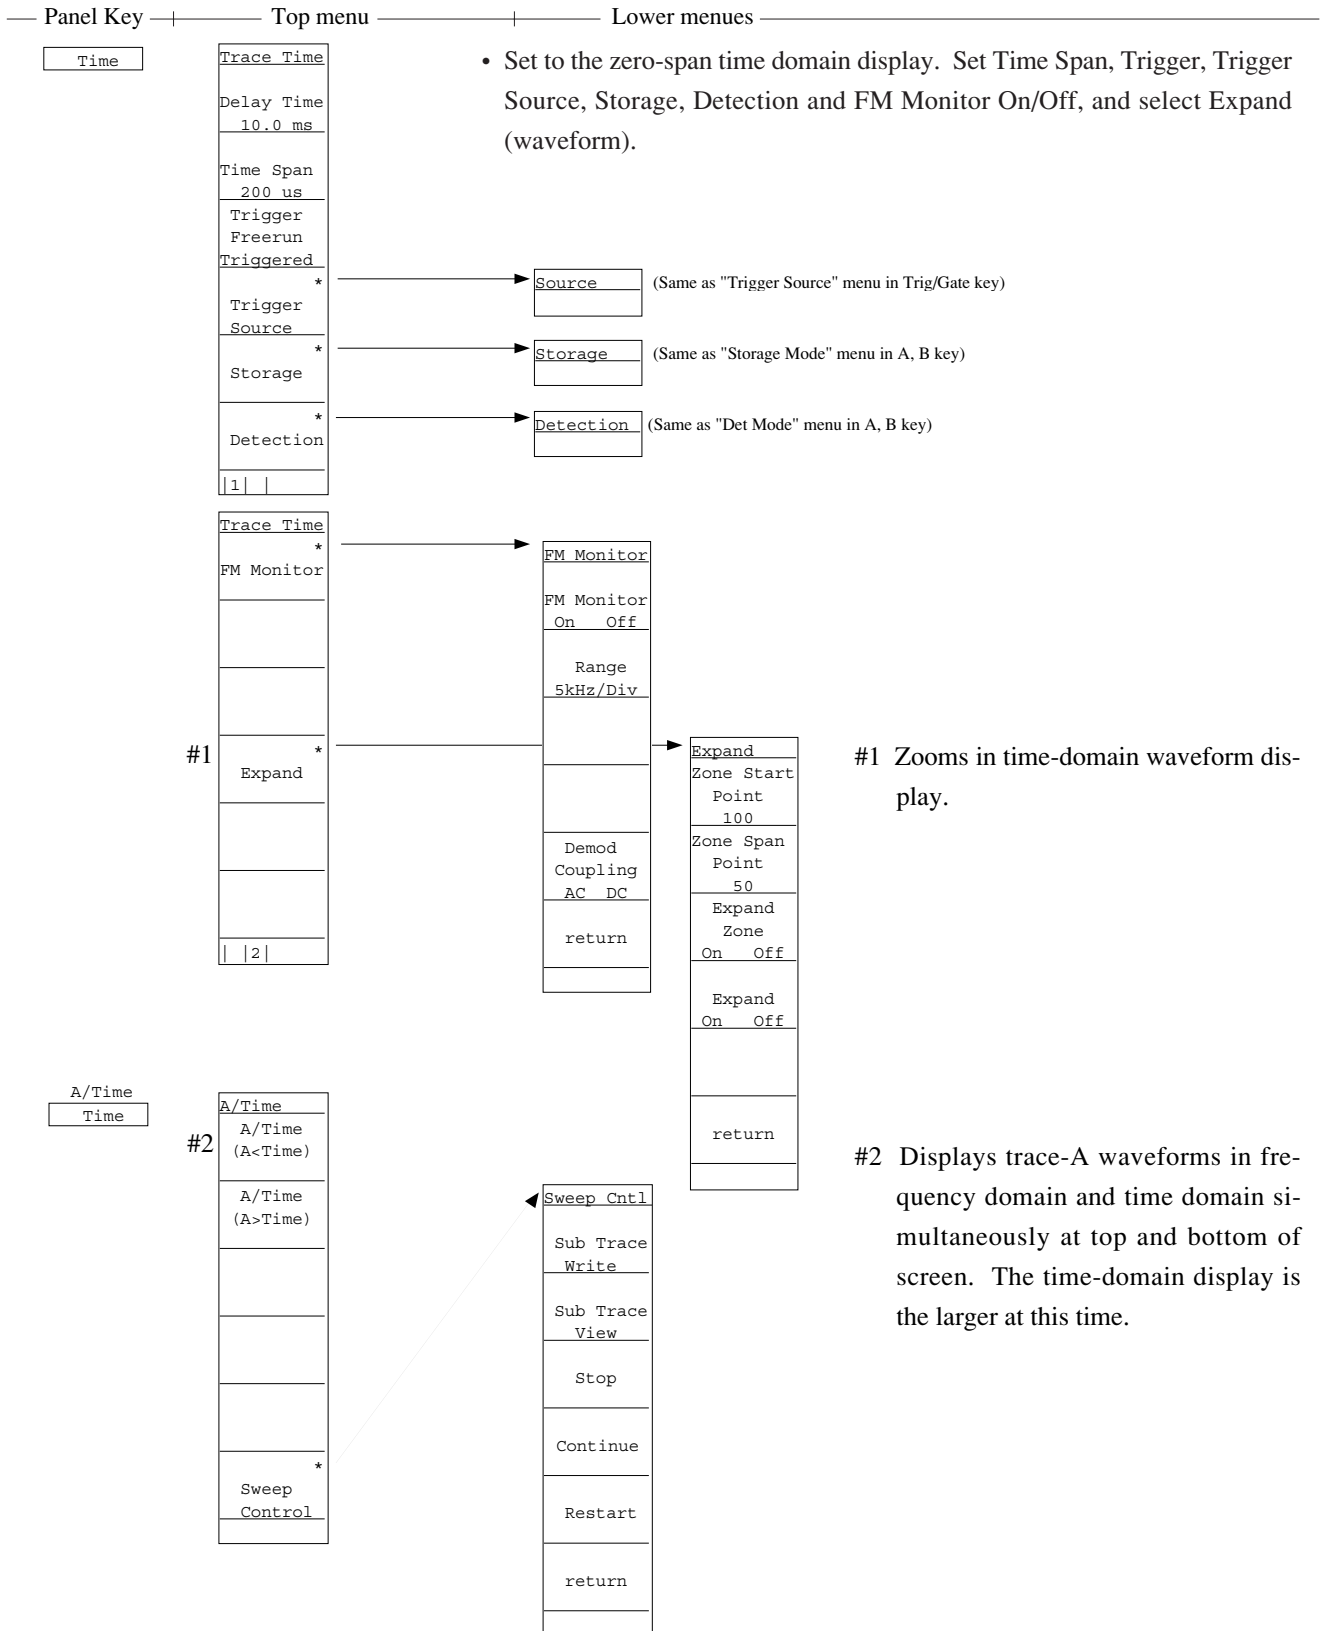 Panel Key
Top menu
Lower menues
Time
Trace Time
Delay Time
10.0 ms
Time Span
200 us
Trigger
Freerun
Triggered
*
Trigger
Source
*
Storage
*
Detection
|1| |
• Set to the zero-span time domain display. Set Time Span, Trigger, Trigger
Source, Storage, Detection and FM Monitor On/Off, and select Expand
(waveform).
Source
(Same as "Trigger Source" menu in Trig/Gate key)
Storage
(Same as "Storage Mode" menu in A, B key)
Detection
(Same as "Det Mode" menu in A, B key)
Trace Time
*
FM Monitor
#1
*
Expand
| |2|
FM Monitor
FM Monitor
On Off
Range
5kHz/Div
Demod
Coupling
AC DC
return
Expand
Zone Start
Point
100
Zone Span
Point
50
Expand
Zone
On Off
Expand
On Off
return
#1 Zooms in time-domain waveform dis-
play.
A/Time
Time
A/Time
#2
A/Time
(A<Time)
A/Time
(A>Time)
*
Sweep
Control
Sweep Cntl
Sub Trace
Write
Sub Trace
View
Stop
Continue
Restart
return
#2 Displays trace-A waveforms in fre-
quency domain and time domain si-
multaneously at top and bottom of
screen. The time-domain display is
the larger at this time.